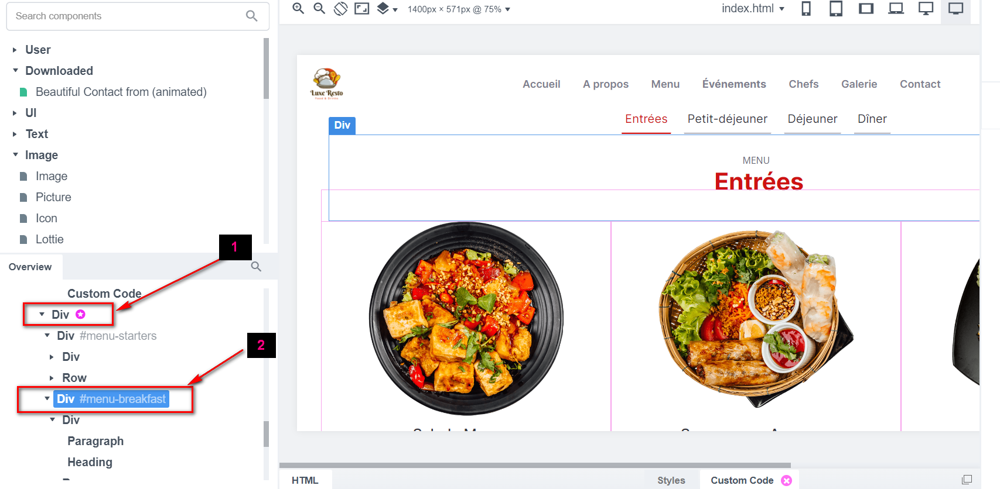 Search components
User
Downloaded
Beautiful Contact from (animated)
UI
Text
Image
Image
Picture
Icon
Lottie
1
Overview
Custom Code
Div
Div #menu-starters
2
Div
Row
Div #menu-breakfast
Div
Paragraph
Heading
1400px × 571px @ 75%
index.html
Luxe Resto
Accueil A propos Menu Événements Chefs Galerie Contact
Entrées Petit-déjeuner Déjeuner Dîner
Div
MENU
Entrées
HTML
Styles
Custom Code